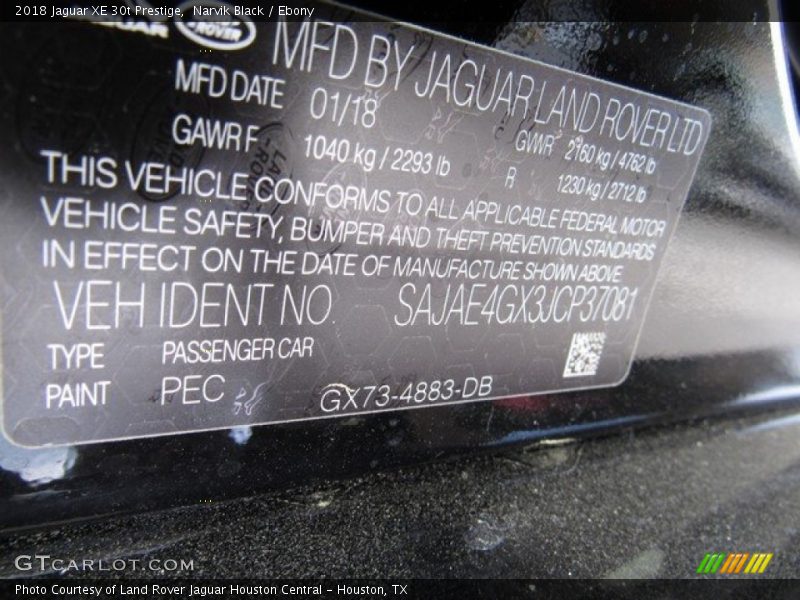 2018 Jaguar XE 30t Prestige, Narvik Black / Ebony
JAGUAR
ROVER
MFD BY JAGUAR LAND ROVER LTD
MFD DATE 01/18 GWVR 2160 kg / 4762 lb
GAWR F 1040 kg / 2293 lb R 1230 kg / 2712 lb
THIS VEHICLE CONFORMS TO ALL APPLICABLE FEDERAL MOTOR
VEHICLE SAFETY, BUMPER AND THEFT PREVENTION STANDARDS
IN EFFECT ON THE DATE OF MANUFACTURE SHOWN ABOVE
VEH IDENT NO SAJAE4GX3JCP37081
TYPE PASSENGER CAR
PAINT PEC GX73-4883-DB
GTCARLOT.COM
Photo Courtesy of Land Rover Jaguar Houston Central - Houston, TX